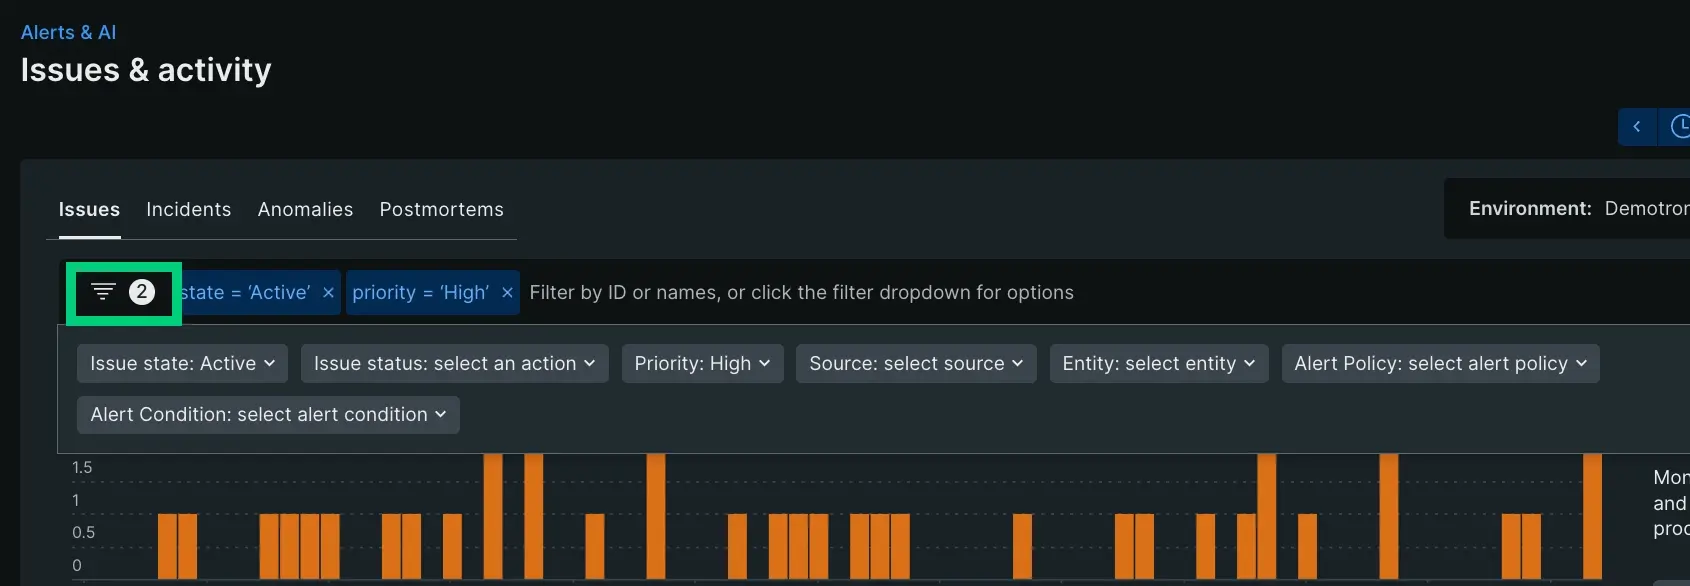 Alerts & AI
Issues & activity
Issues Incidents Anomalies Postmortems
Environment:
2 state = ‘Active’ × priority = ‘High’ × Filter by ID or names, or click the filter dropdown for options
Issue state: Active Issue status: select an action Priority: High Source: select source Entity: select entity Alert Policy: select alert policy
Alert Condition: select alert condition
1.5
1
0.5
0
and